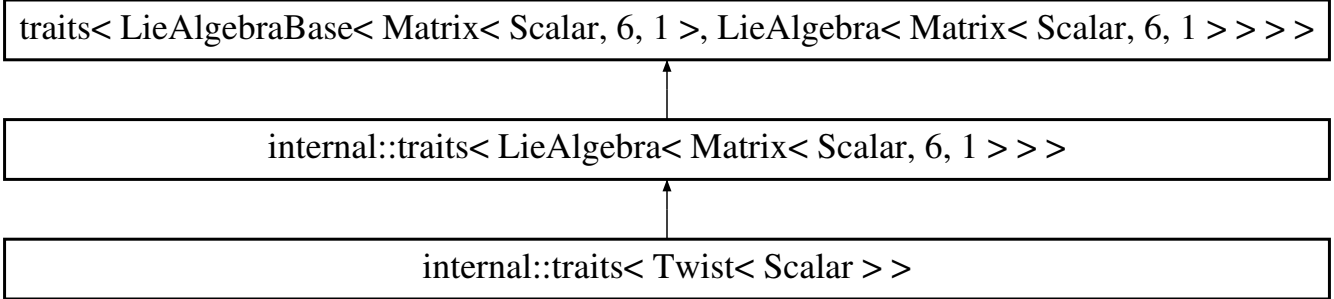 traits< LieAlgebraBase< Matrix< Scalar, 6, 1 >, LieAlgebra< Matrix< Scalar, 6, 1 > > > >
internal::traits< LieAlgebra< Matrix< Scalar, 6, 1 > > >
internal::traits< Twist< Scalar > >